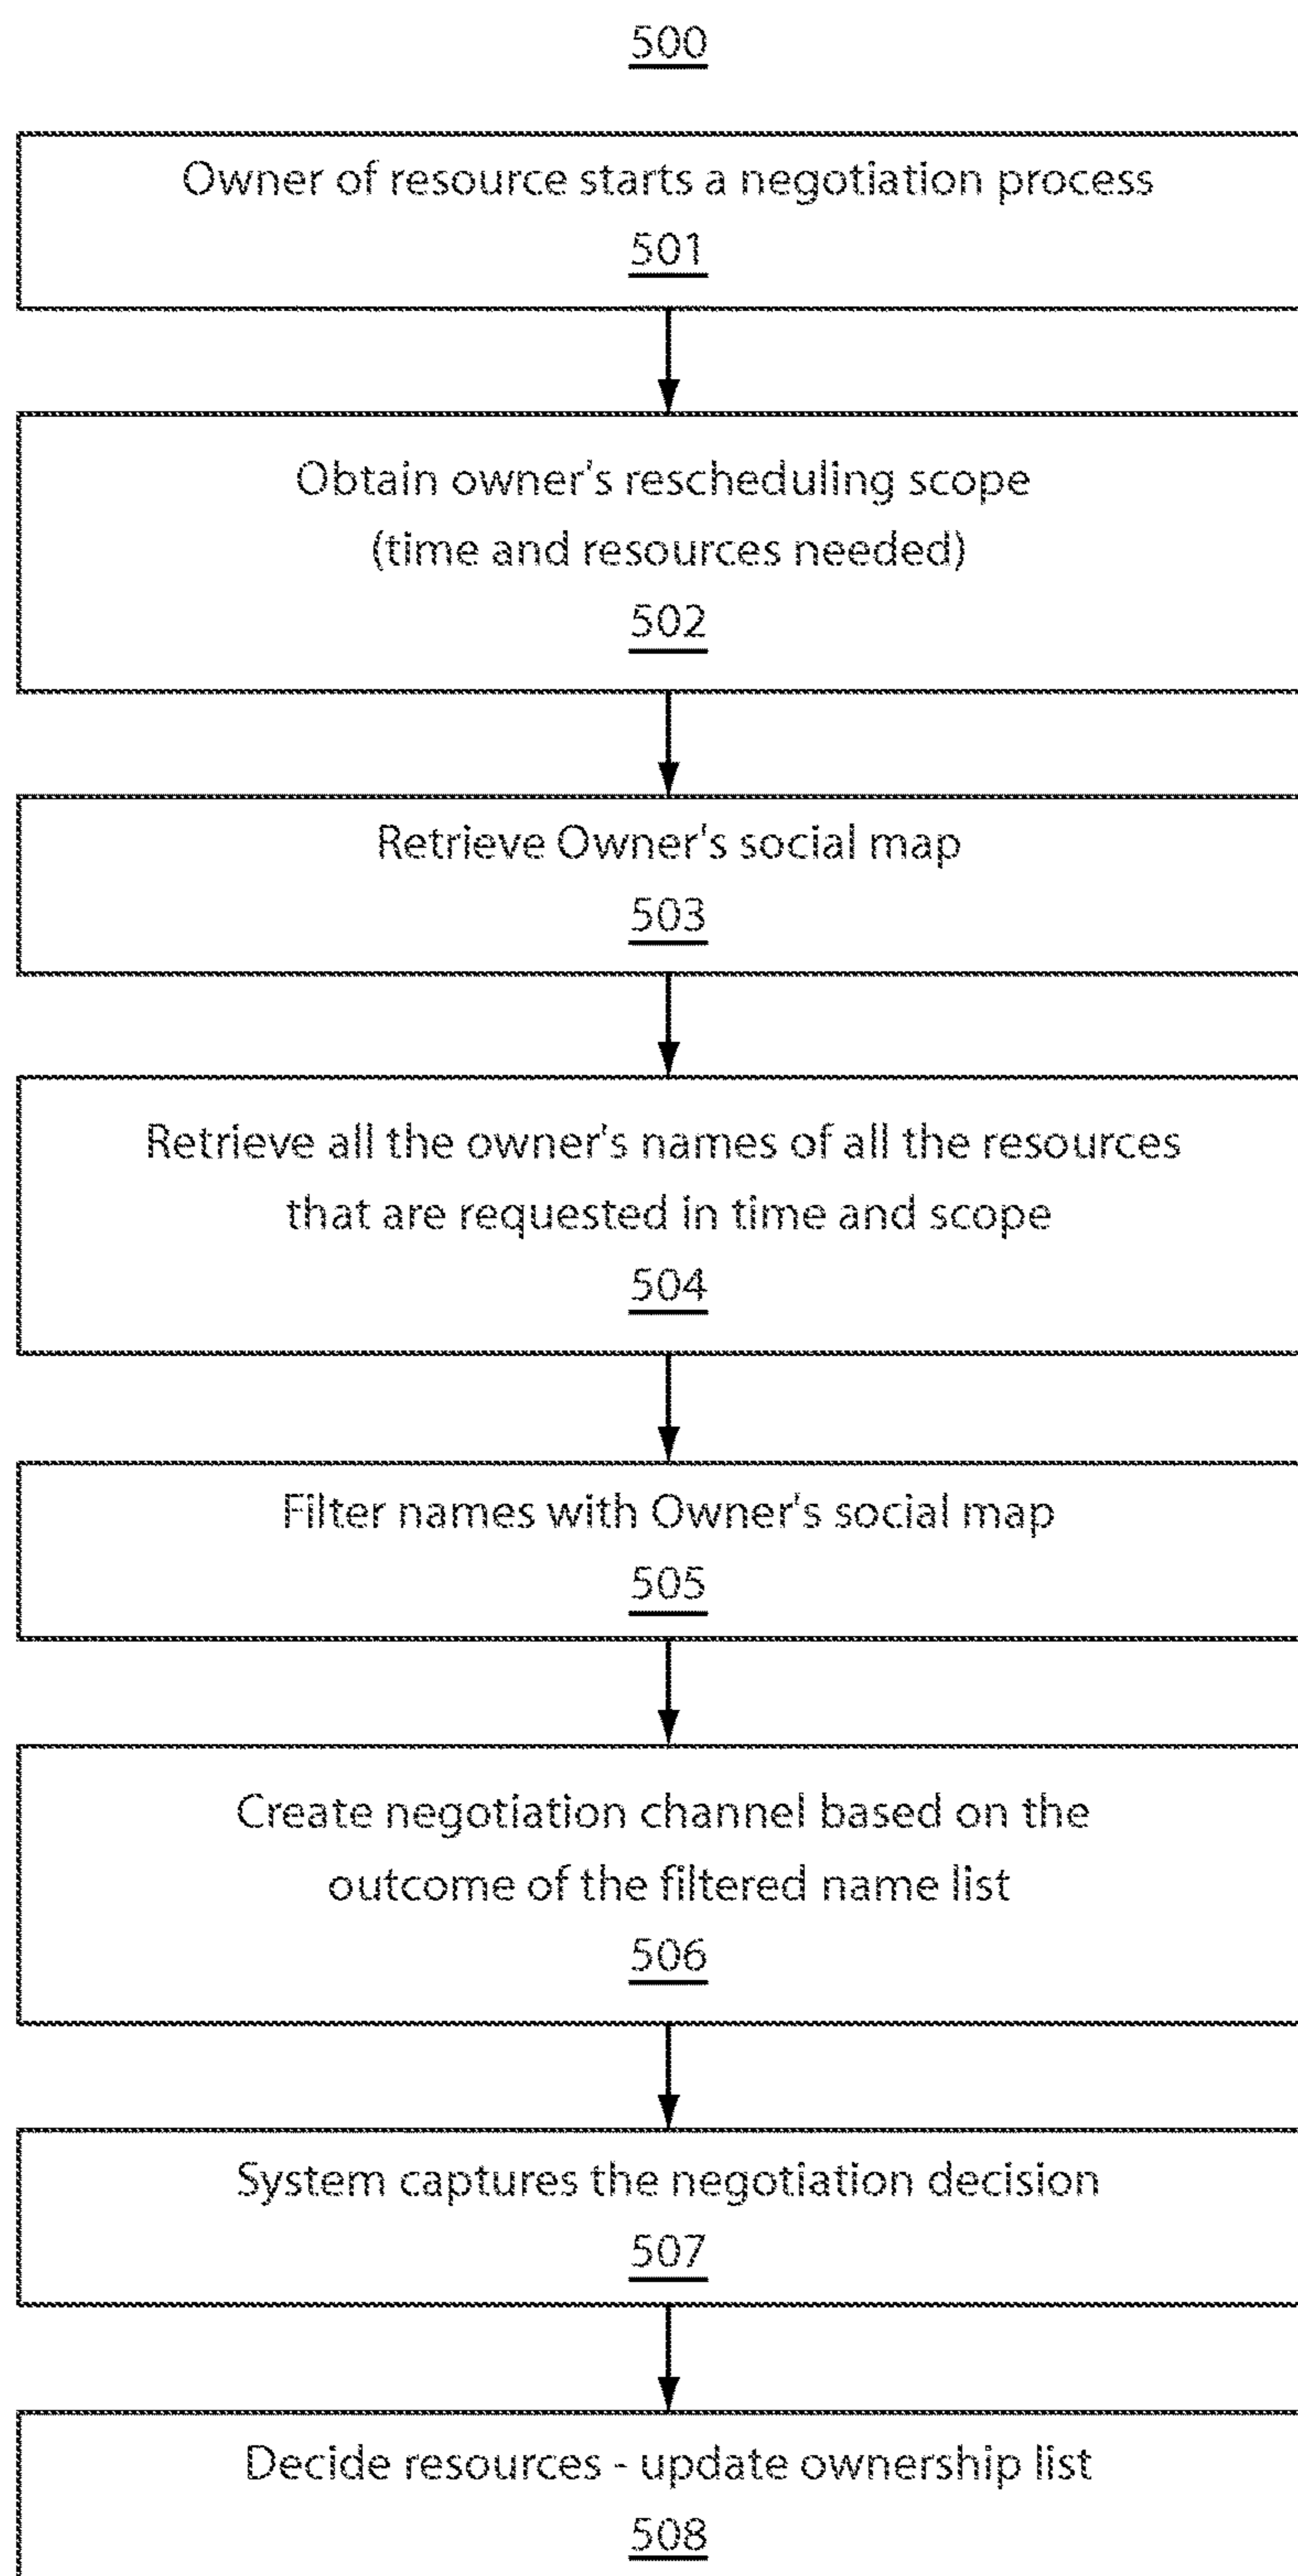 500
Owner of resource starts a negotiation process
501
Obtain owner's rescheduling scope
(time and resources needed)
502
Retrieve Owner's social map
503
Retrieve all the owner's names of all the resources
that are requested in time and scope
504
Filter names with Owner's social map
505
Create negotiation channel based on the
outcome of the filtered name list
506
System captures the negotiation decision
507
Decide resources - update ownership list
508